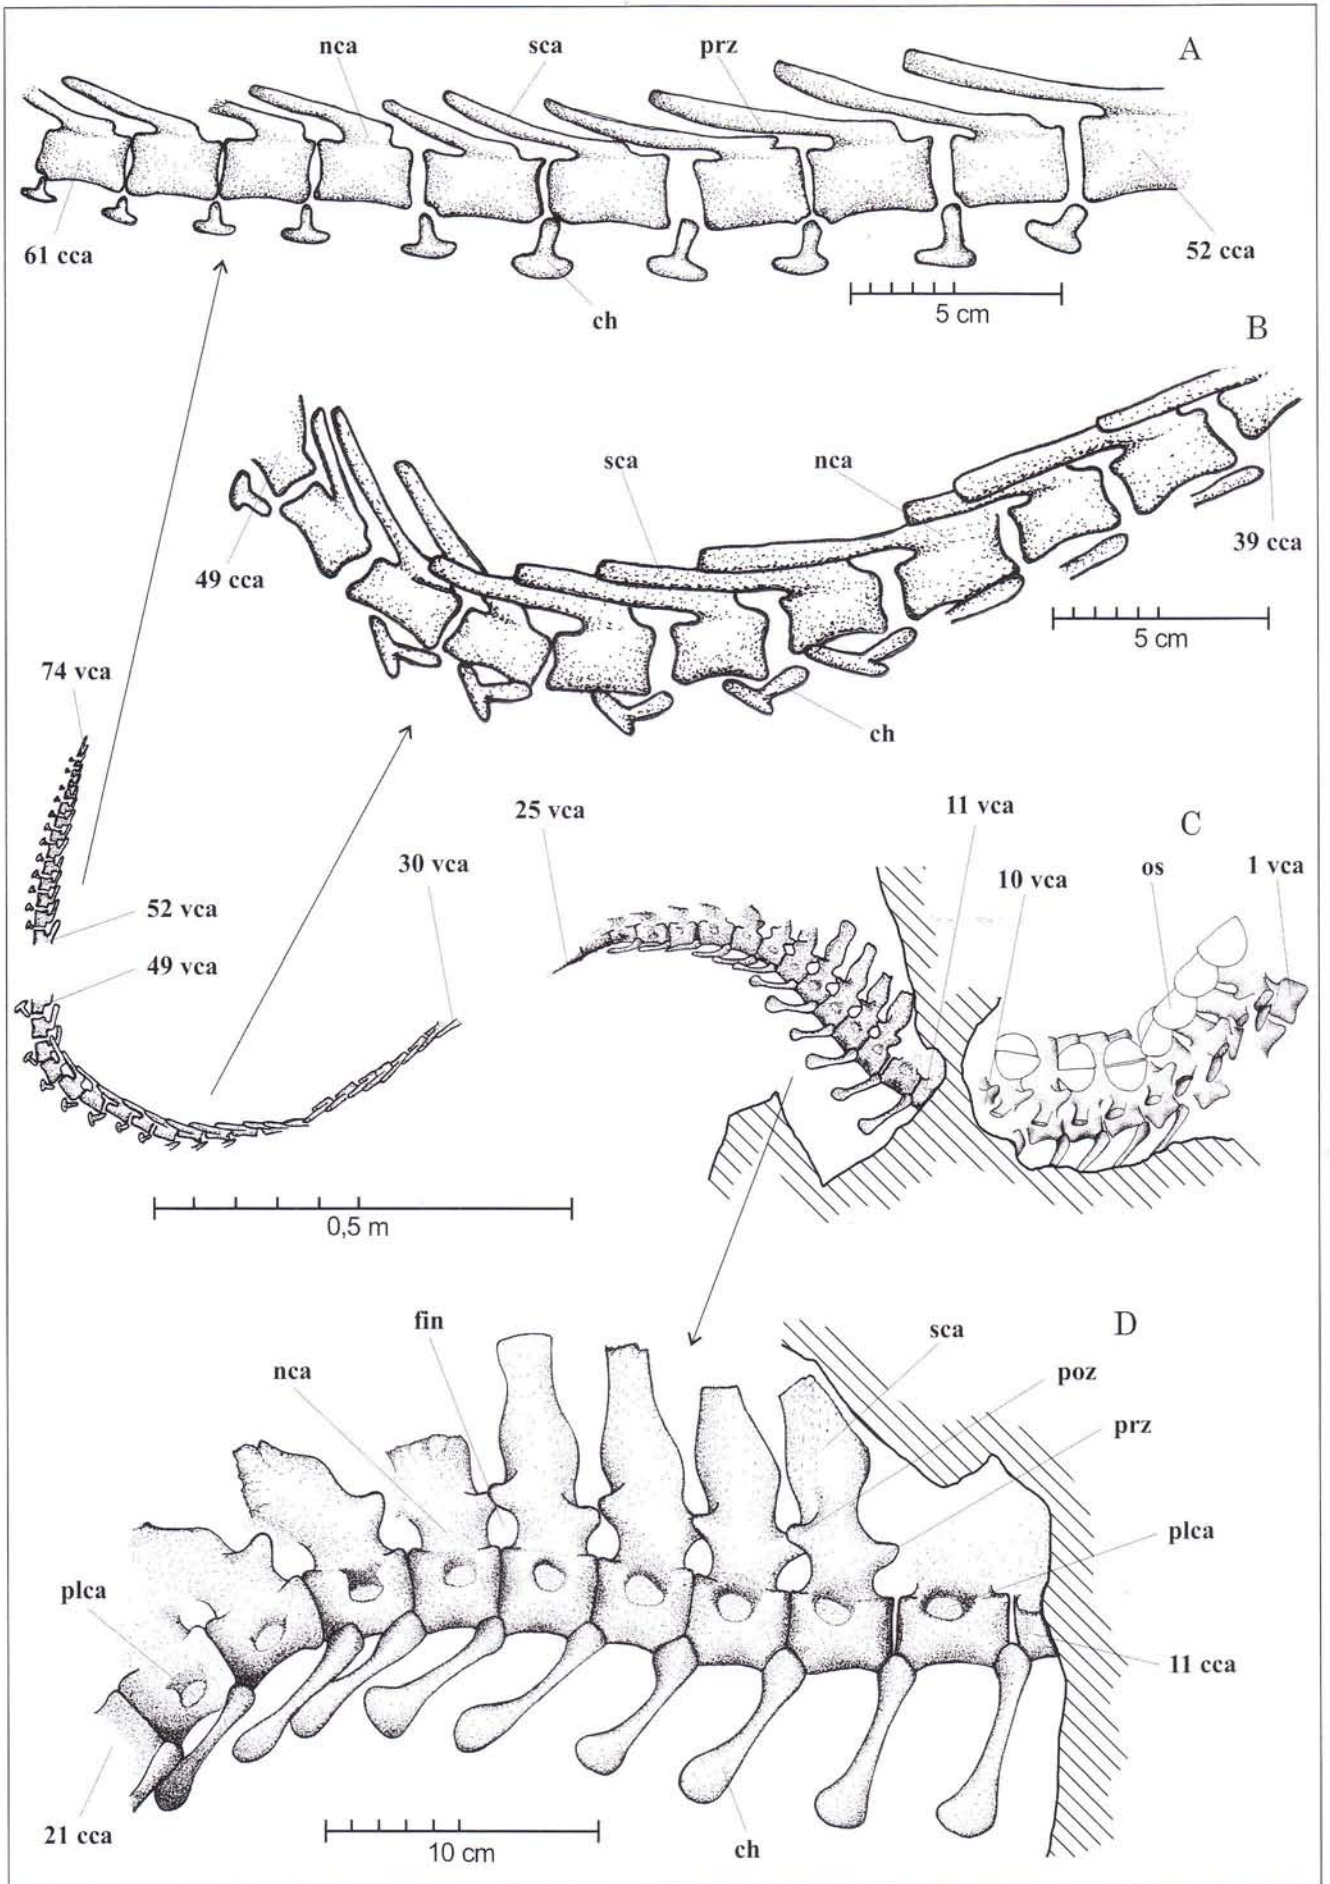 A
nca
sca
prz
61 cca
52 cca
ch
5 cm
B
sca
nca
49 cca
39 cca
5 cm
ch
74 vca
C
25 vca
11 vca
30 vca
10 vca
os
1 vca
52 vca
49 vca
0,5 m
D
fin
sca
nca
poz
prz
plca
plca
11 cca
21 cca
10 cm
ch